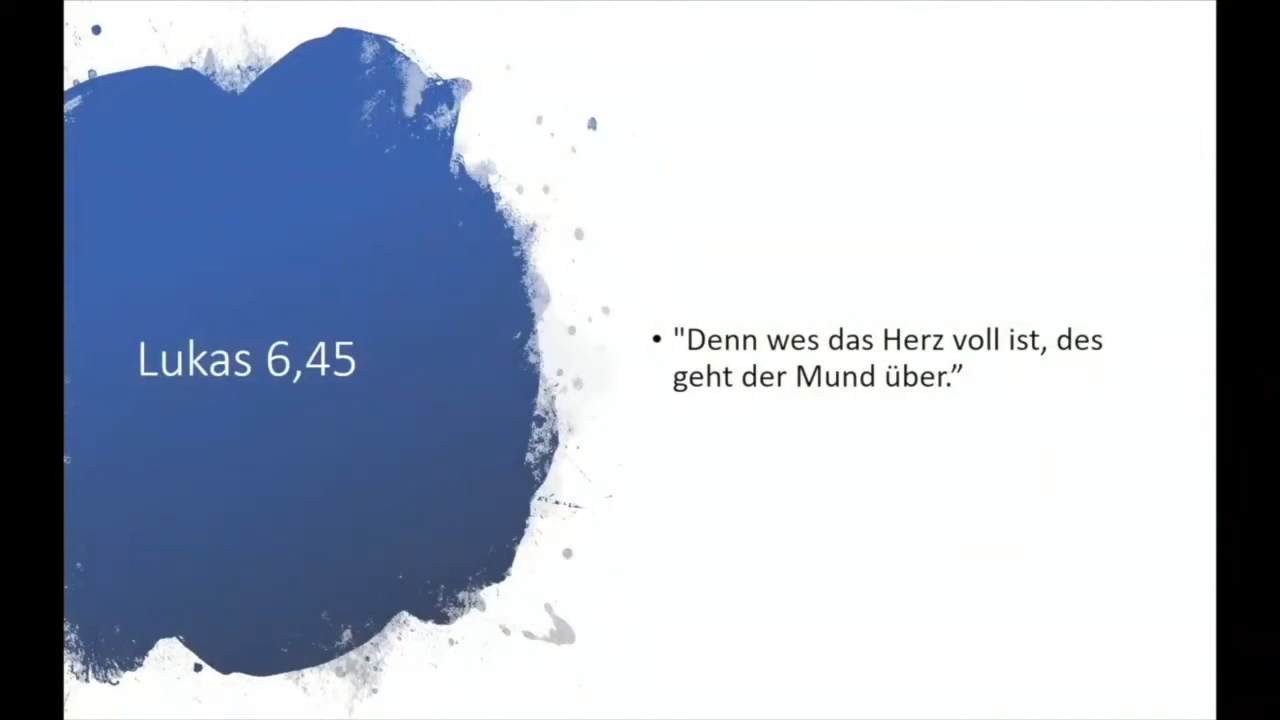 Lukas 6,45
• "Denn wes das Herz voll ist, des
geht der Mund über.”